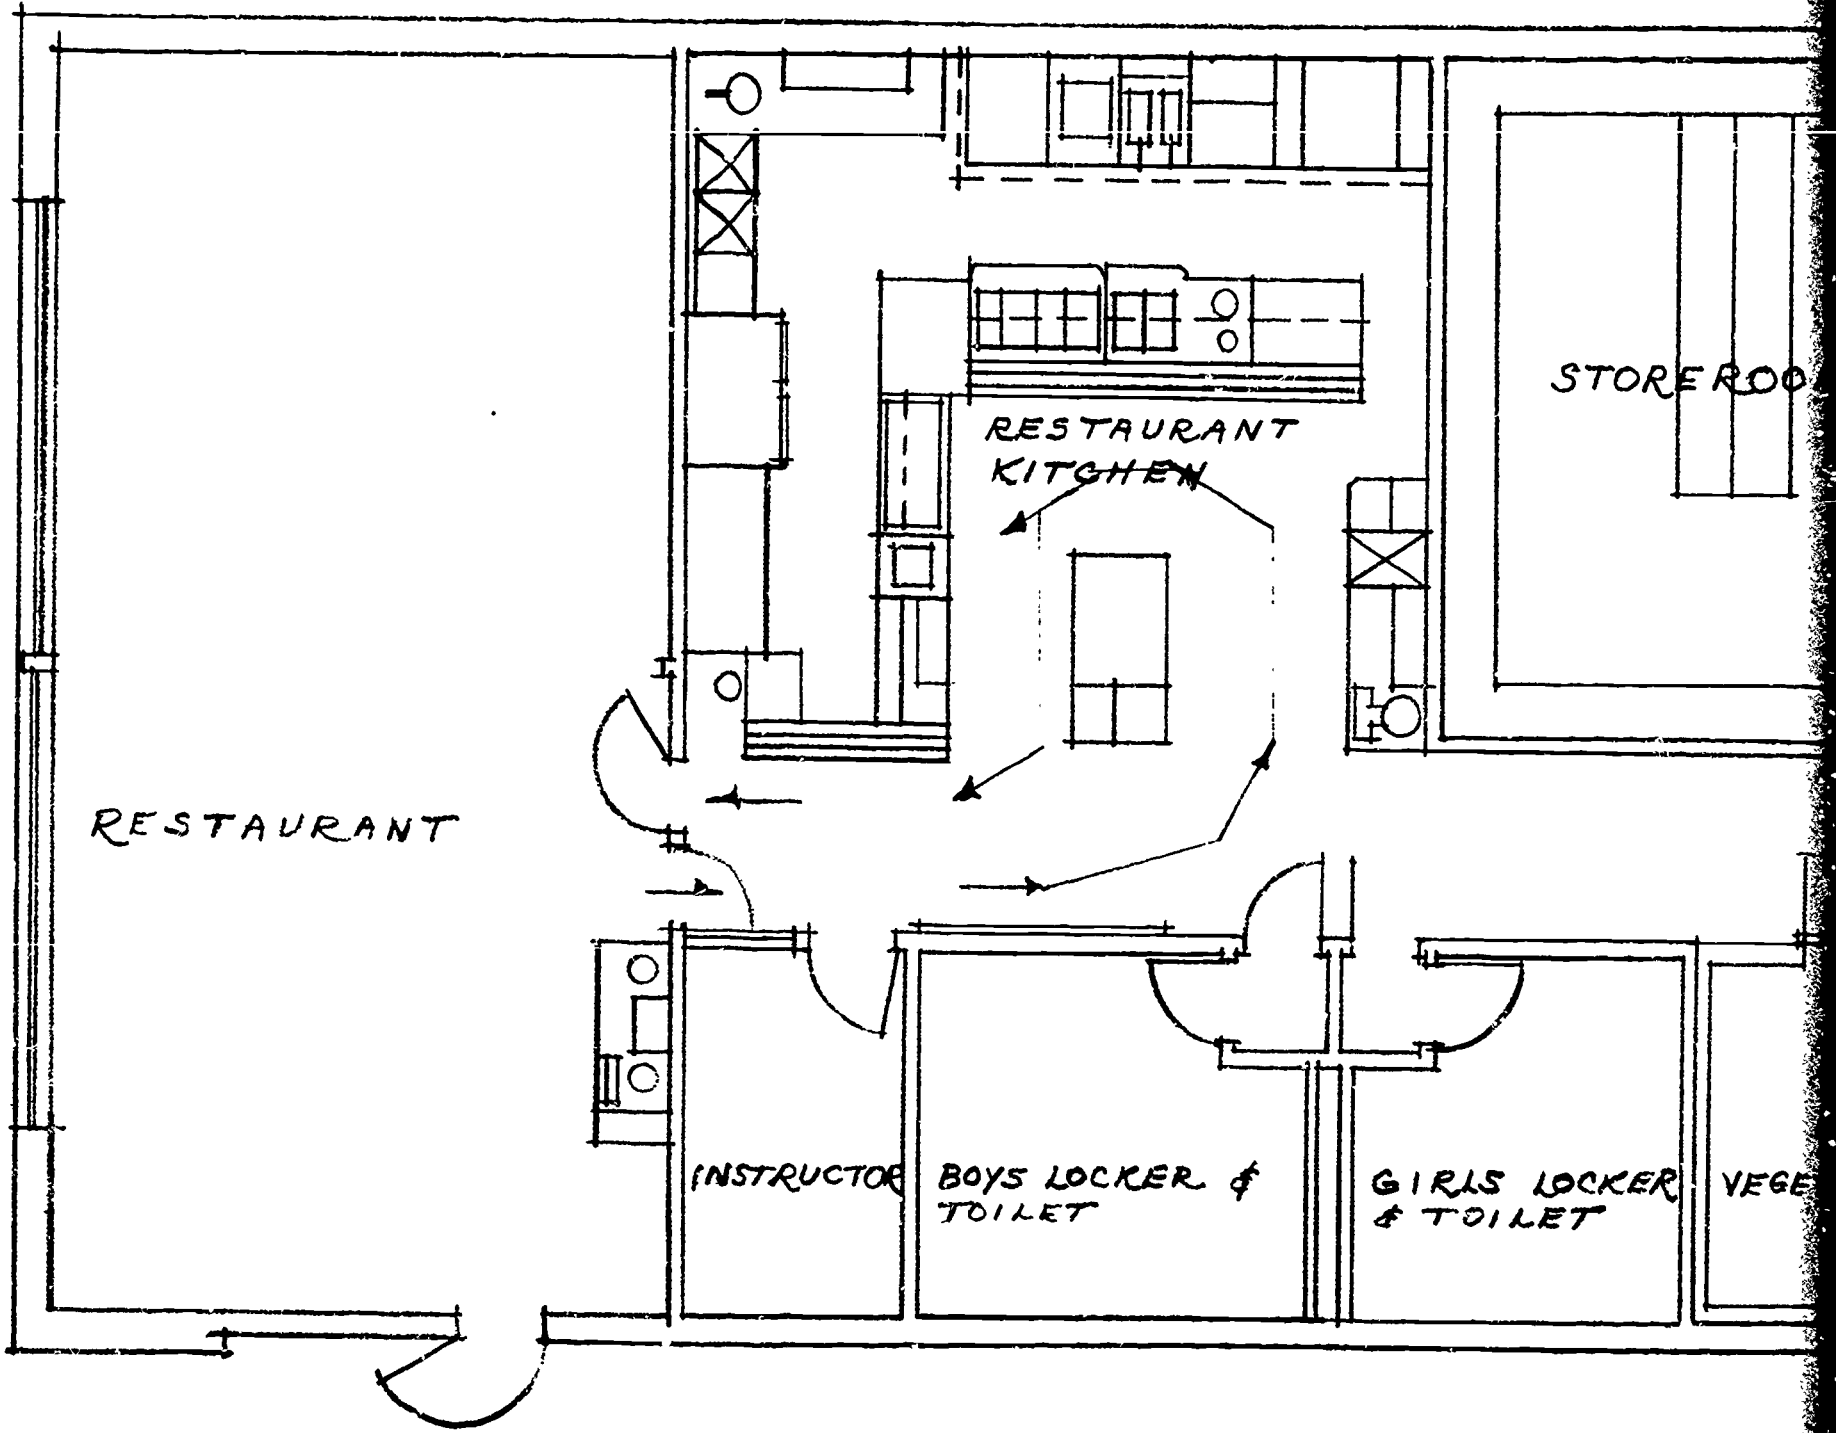 RESTAURANT
KITCHEN
STOREROO
RESTAURANT
INSTRUCTOR
BOYS LOCKER &
TOILET
GIRLS LOCKER
& TOILET
VEGE